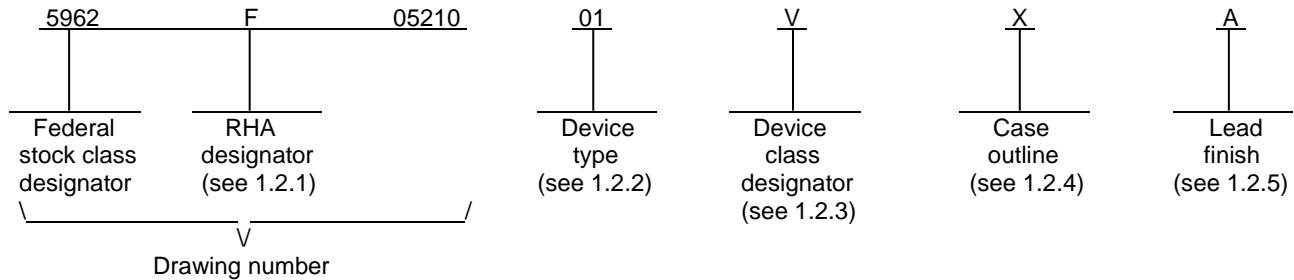 5962 F 05210 01 V X A
Federal stock class designator
RHA designator (see 1.2.1)
Device type (see 1.2.2)
Device class designator (see 1.2.3)
Case outline (see 1.2.4)
Lead finish (see 1.2.5)
Drawing number